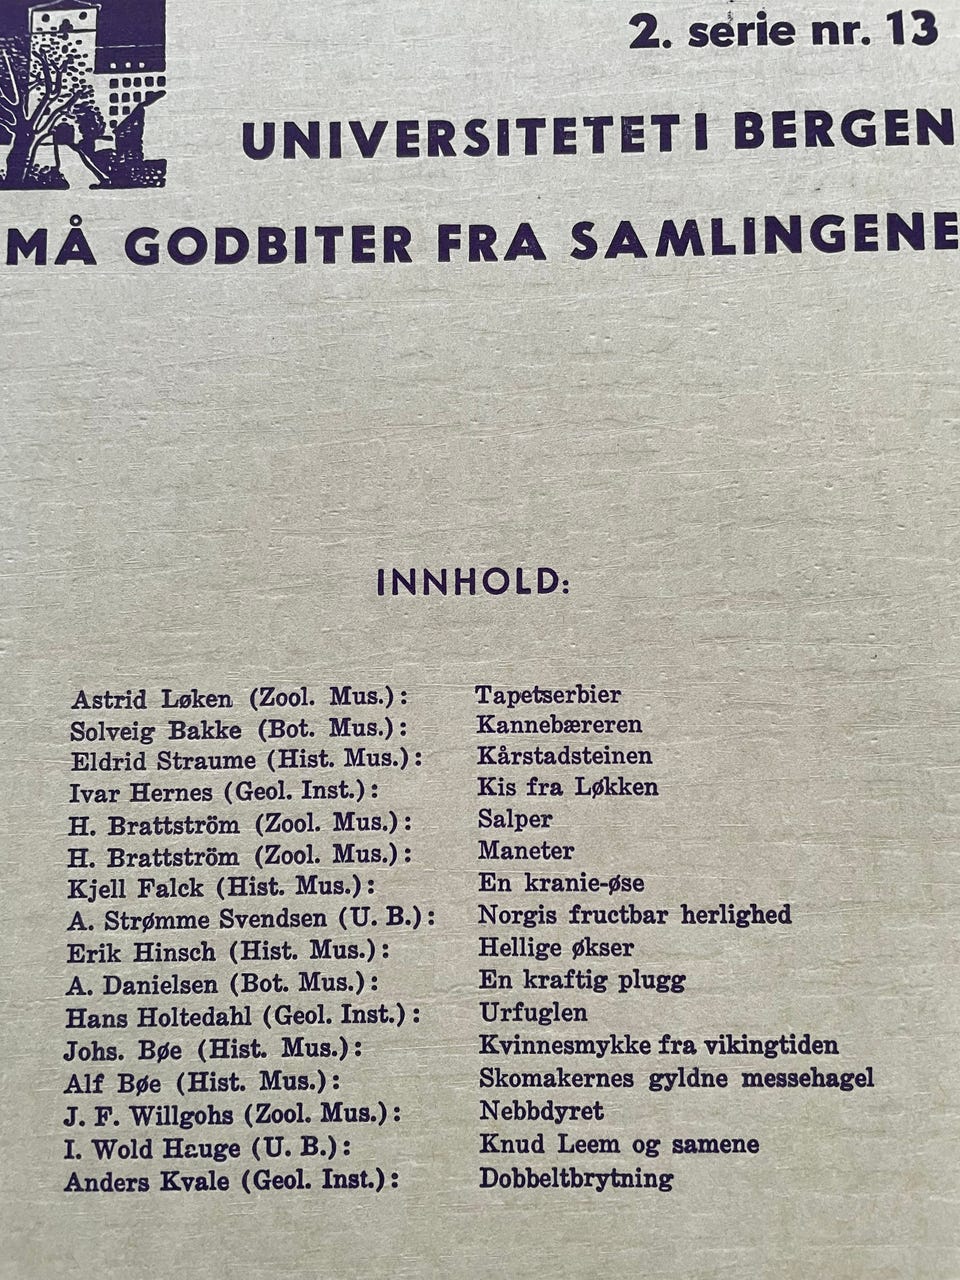 2. serie nr. 13
UNIVERSITETET I BERGEN
MÅ GODBITER FRA SAMLINGENE
INNHOLD:
Astrid Løken (Zool. Mus.): Tapetserbier
Solveig Bakke (Bot. Mus.): Kannebæreren
Eldrid Straume (Hist. Mus.): Kårstadsteinen
Ivar Hernes (Geol. Inst.): Kis fra Løkken
H. Brattström (Zool. Mus.): Salper
H. Brattström (Zool. Mus.): Maneter
Kjell Falck (Hist. Mus.): En kranie-øse
A. Strømme Svendsen (U. B.): Norgis fructbar herlighed
Erik Hinsch (Hist. Mus.): Hellige økser
A. Danielsen (Bot. Mus.): En kraftig plugg
Hans Holtedahl (Geol. Inst.): Urfuglen
Johs. Bøe (Hist. Mus.): Kvinnesmykke fra vikingtiden
Alf Bøe (Hist. Mus.): Skomakernes gyldne messehagel
J. F. Willgohs (Zool. Mus.): Nebbdyret
I. Wold Hauge (U. B.): Knud Leem og samene
Anders Kvale (Geol. Inst.): Dobbeltbrytning